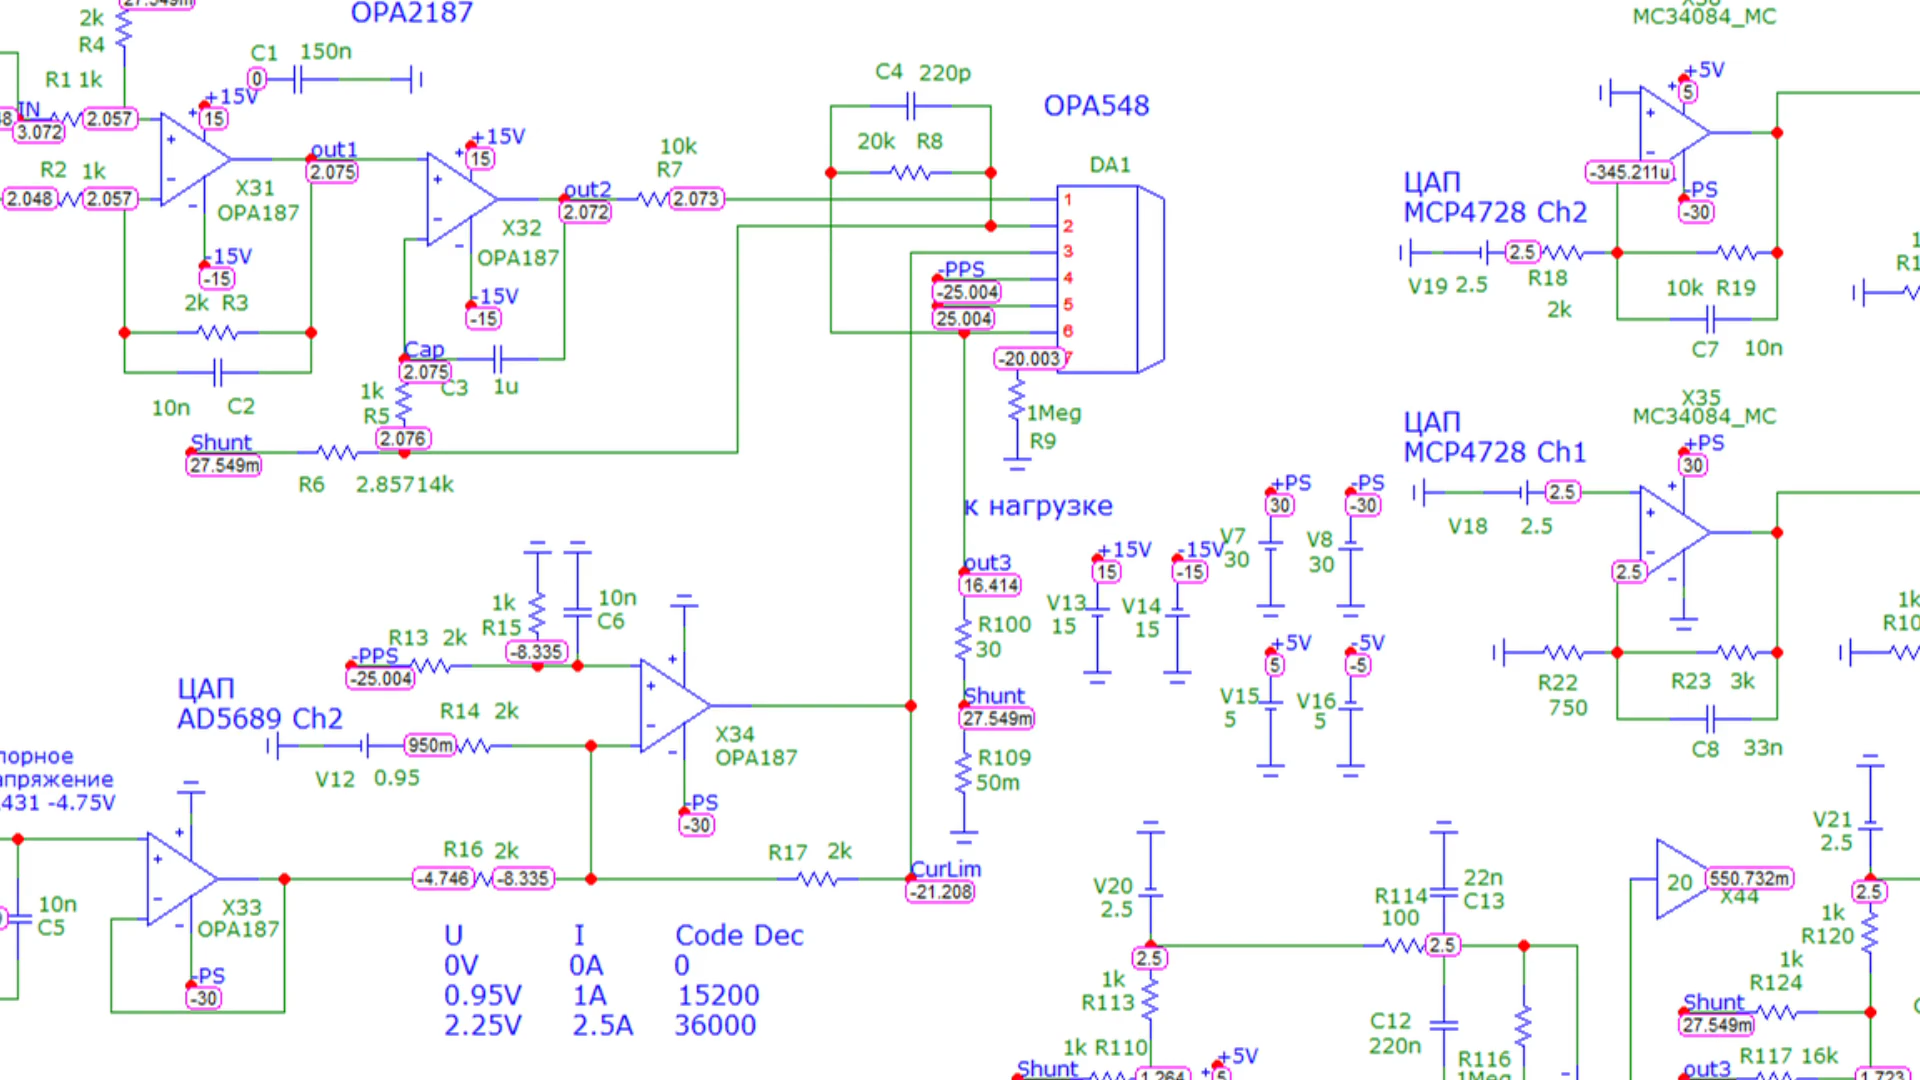 OPA2187
27.549m
2k
R4
C1 150n
0
R1 1k
IN
3.072
2.057
+15V
15
R2 1k
2.048
2.057
out1
2.075
X31
OPA187
-15V
-15
2k R3
10n C2
+15V
15
X32
OPA187
-15V
-15
out2
2.072
10k
R7
2.073
Cap
2.075
C3 1u
1k
R5
2.076
Shunt
27.549m
R6 2.85714k
C4 220p
20k R8
OPA548
DA1
1
2
3
4
5
6
7
-PPS
-25.004
25.004
-20.003
1Meg
R9
к нагрузке
out3
16.414
R100
30
Shunt
27.549m
R109
50m
CurLim
-21.208
1k
R15
10n
C6
R13 2k
-8.335
-PPS
-25.004
ЦАП
AD5689 Ch2
R14 2k
950m
V12 0.95
X34
OPA187
-PS
-30
431 -4.75V
10n
C5
X33
OPA187
-PS
-30
R16 2k
-4.746
-8.335
R17 2k
U I Code Dec
0V 0A 0
0.95V 1A 15200
2.25V 2.5A 36000
+15V
15
V13
15
-15V
-15
V14
15
+PS
30
V7
30
-PS
-30
V8
30
+5V
5
V15
5
-5V
-5
V16
5
MC34084_MC
+5V
5
-345.211u
-PS
-30
ЦАП
MCP4728 Ch2
2.5
V19 2.5
R18
2k
10k R19
C7 10n
X35
MC34084_MC
ЦАП
MCP4728 Ch1
+PS
30
2.5
V18 2.5
2.5
R22
750
R23 3k
C8 33n
1k
R10
V20
2.5
2.5
1k
R113
1k R110
Shunt
1.264
+5V
5
R114
100
22n
C13
2.5
C12
220n
R116
1Meg
20
550.732m
X44
V21
2.5
2.5
1k
R120
1k
R124
Shunt
27.549m
R117 16k
out3
1.723